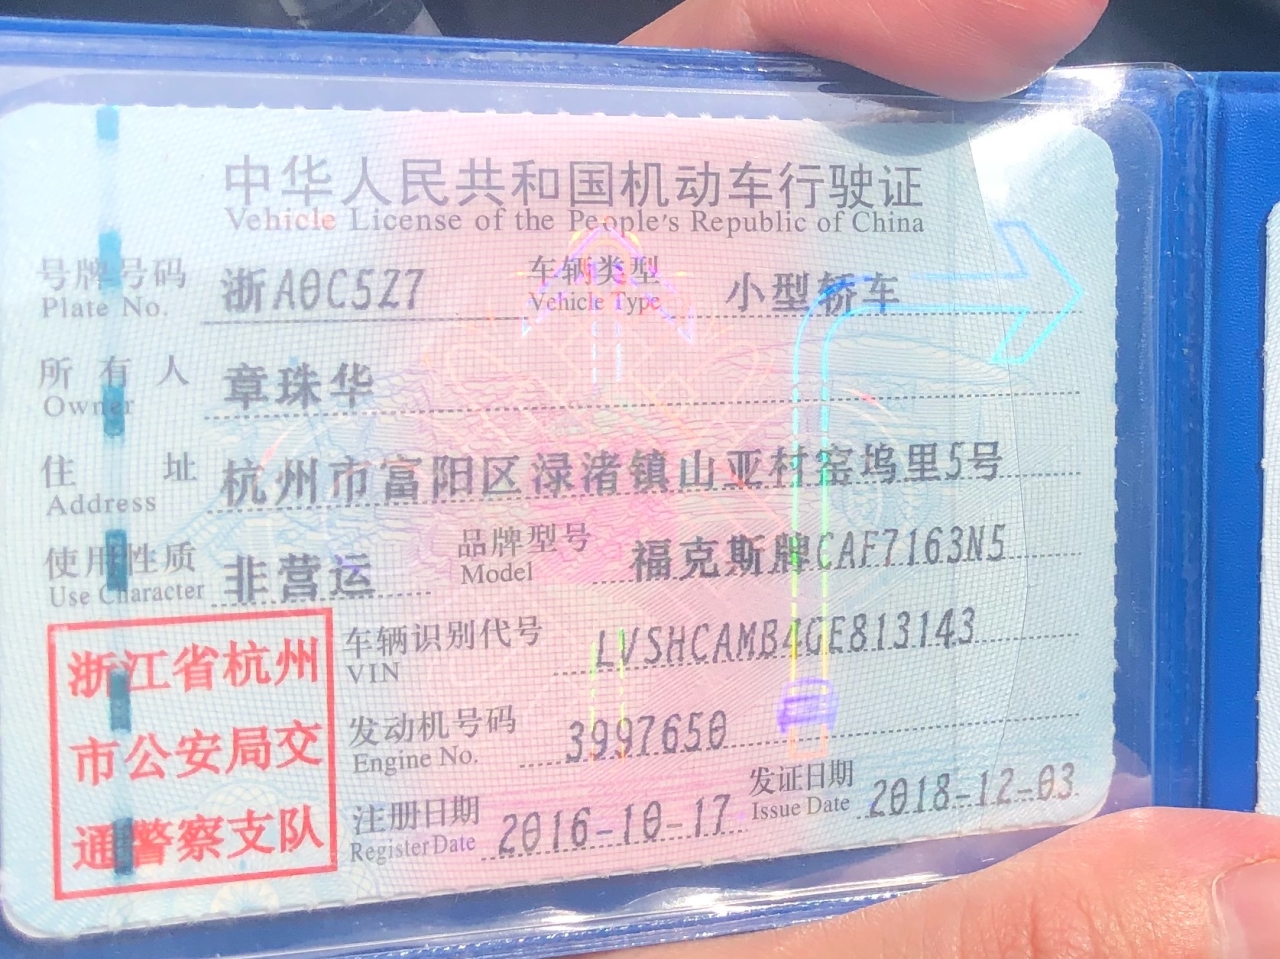 中华人民共和国机动车行驶证
Vehicle License of the People's Republic of China
号牌号码 浙A0C5Z7 车辆类型 小型轿车
Plate No. Vehicle Type
所有人 章珠华
Owner
住址 杭州市富阳区渌渚镇山亚村窑坞里5号
Address
使用性质 非营运 品牌型号 福克斯牌CAF7163N5
Use Character Model
浙江省杭州
市公安局交
通警察支队
车辆识别代号 LVSHCAMB4GE813143
VIN
发动机号码 3997650
Engine No.
注册日期 2016-10-17 发证日期 2018-12-03
Register Date Issue Date